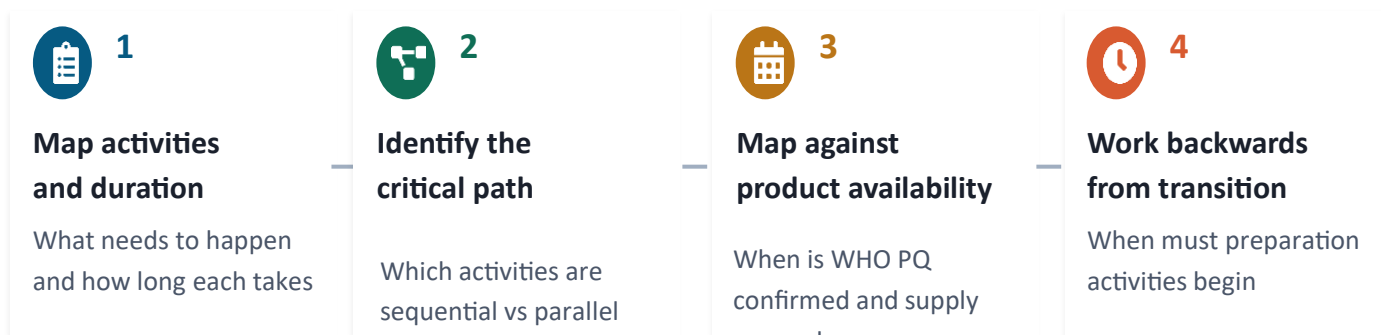 1
Map activities
and duration
What needs to happen
and how long each takes
2
Identify the
critical path
Which activities are
sequential vs parallel
3
Map against
product availability
When is WHO PQ
confirmed and supply
4
Work backwards
from transition
When must preparation
activities begin